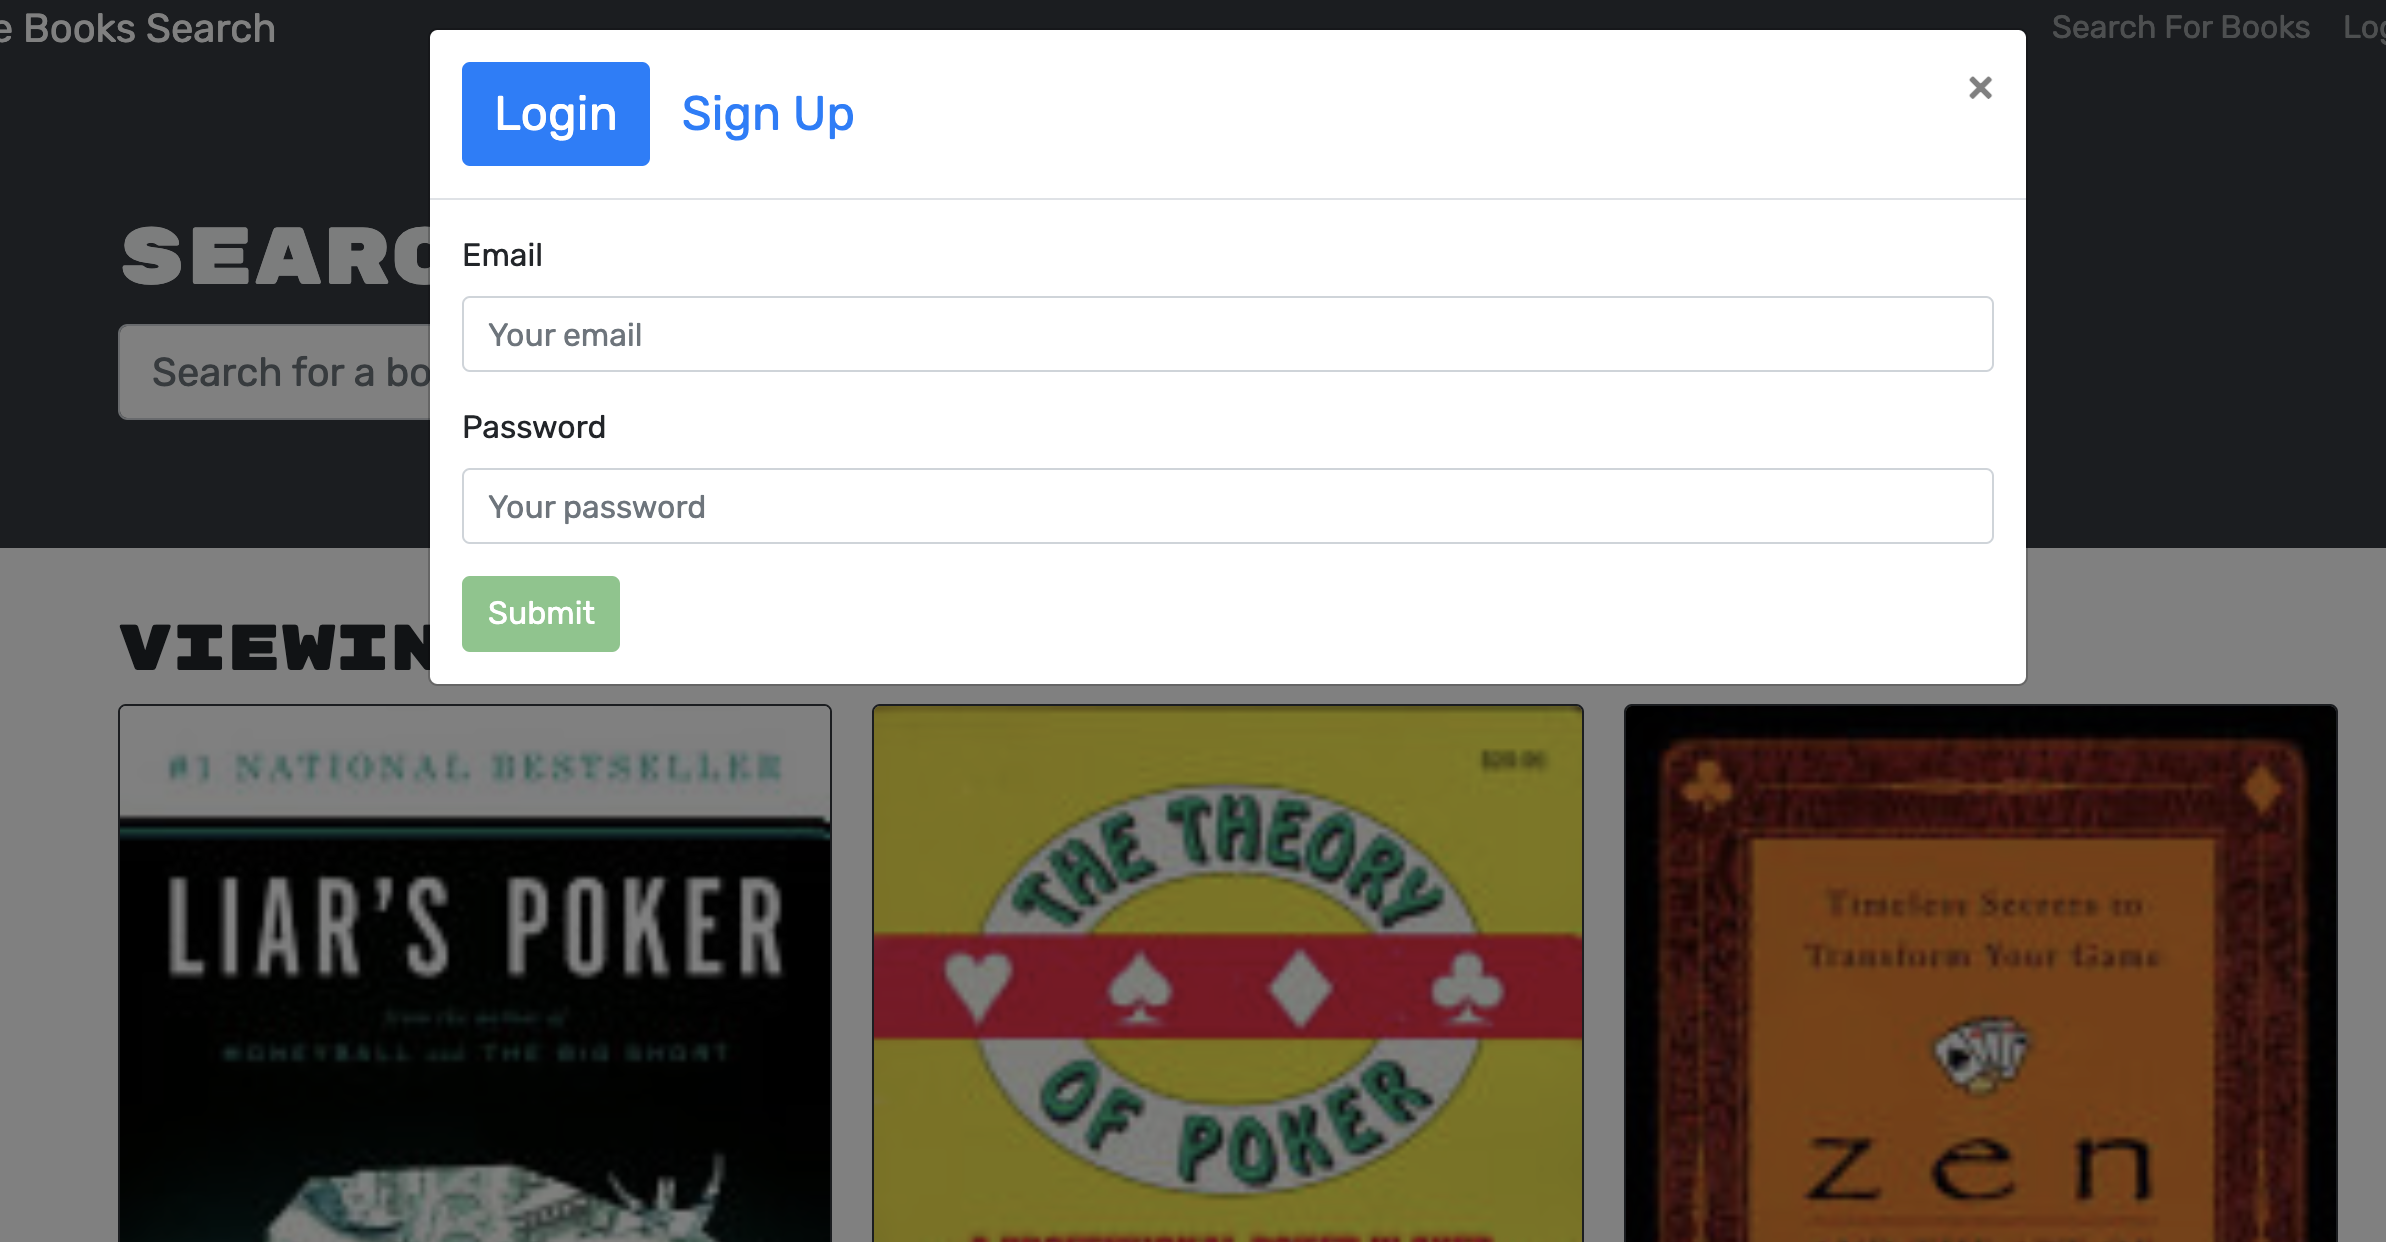 e Books Search
Search For Books
Log
Login
Sign Up
×
SEARC
Search for a bo
Email
Your email
Password
Your password
Submit
VIEWIN
#1 NATIONAL BESTSELLER
LIAR'S POKER
from the author of
MONEYBALL and THE BIG SHORT
THE THEORY
OF POKER
Timeless Secrets to
Transform Your Game
zen